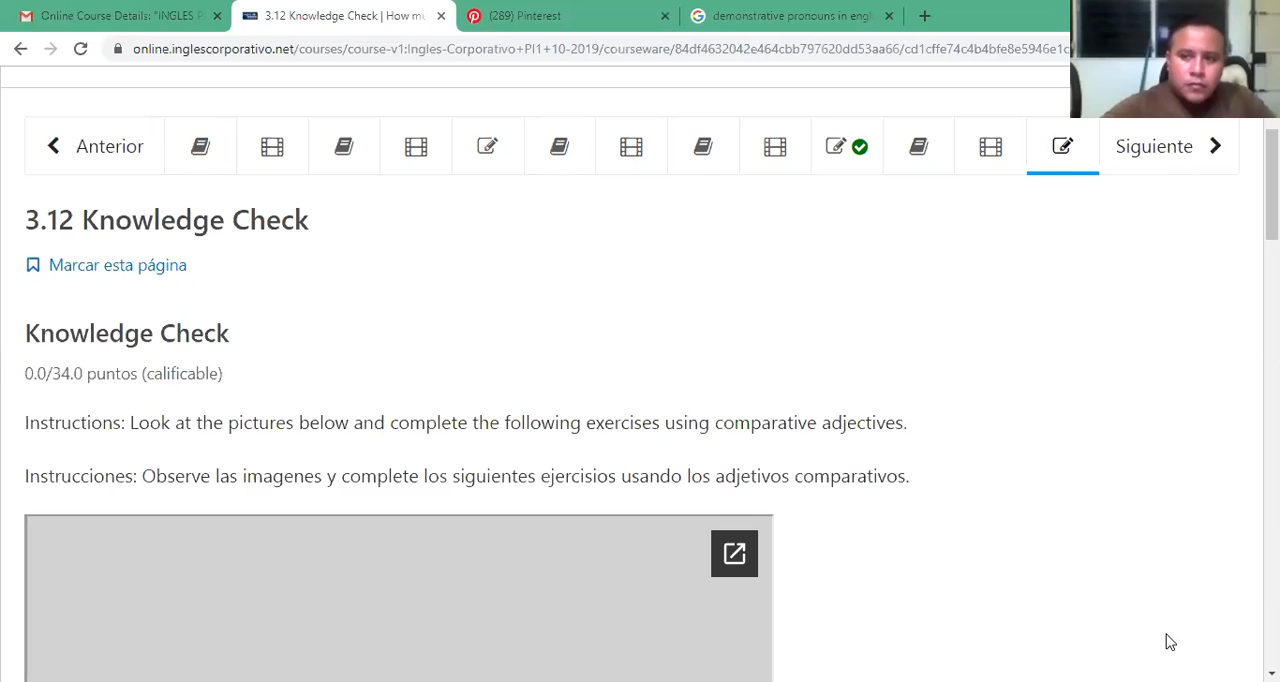 Online Course Details: "INGLES P
3.12 Knowledge Check | How mu
(289) Pinterest
demonstrative pronouns in engl
online.inglescorporativo.net/courses/course-v1:Ingles-Corporativo+PI1+10-2019/courseware/84df4632042e464cbb797620dd53aa66/cd1cffe74c4b4bfe8e5946e1c
Anterior
Siguiente
3.12 Knowledge Check
Marcar esta página
Knowledge Check
0.0/34.0 puntos (calificable)
Instructions: Look at the pictures below and complete the following exercises using comparative adjectives.
Instrucciones: Observe las imagenes y complete los siguientes ejercisios usando los adjetivos comparativos.